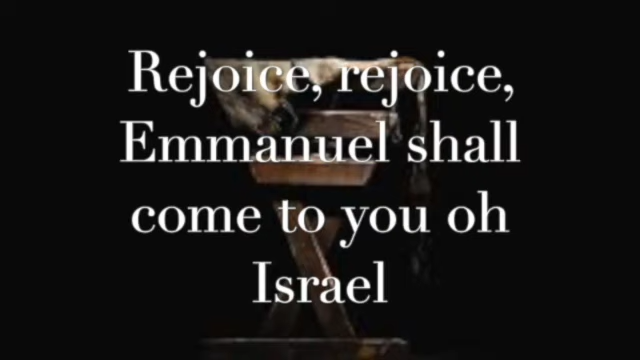 Rejoice, rejoice,
Emmanuel shall
come to you oh
Israel